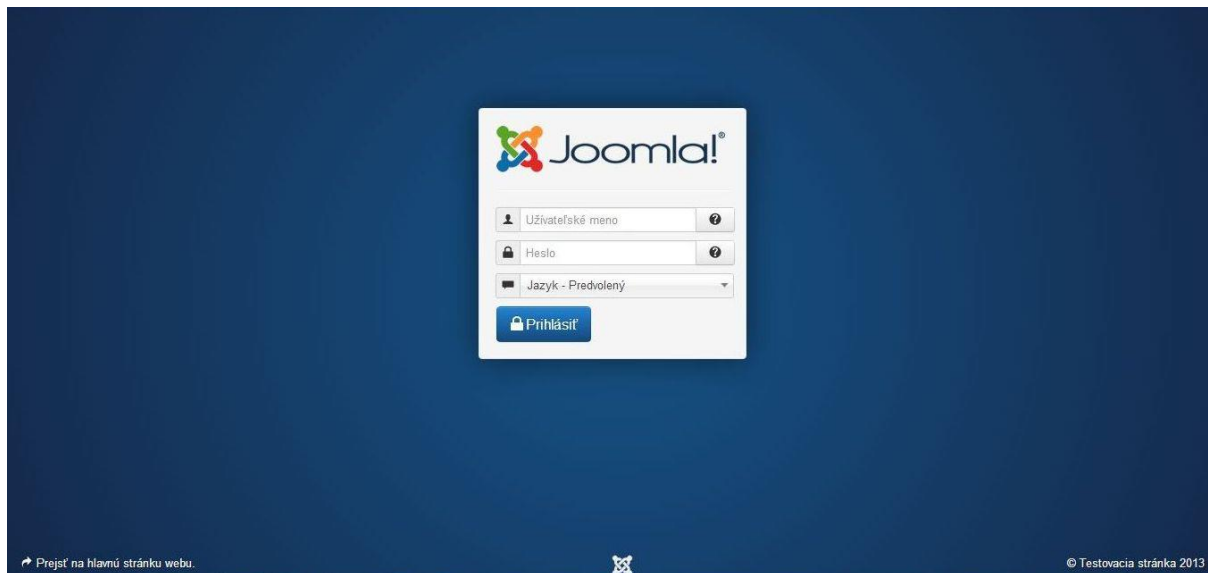 Joomla!®
Užívateľské meno
Heslo
Jazyk - Predvolený
Prihlásiť
Prejsť na hlavnú stránku webu.
© Testovacia stránka 2013